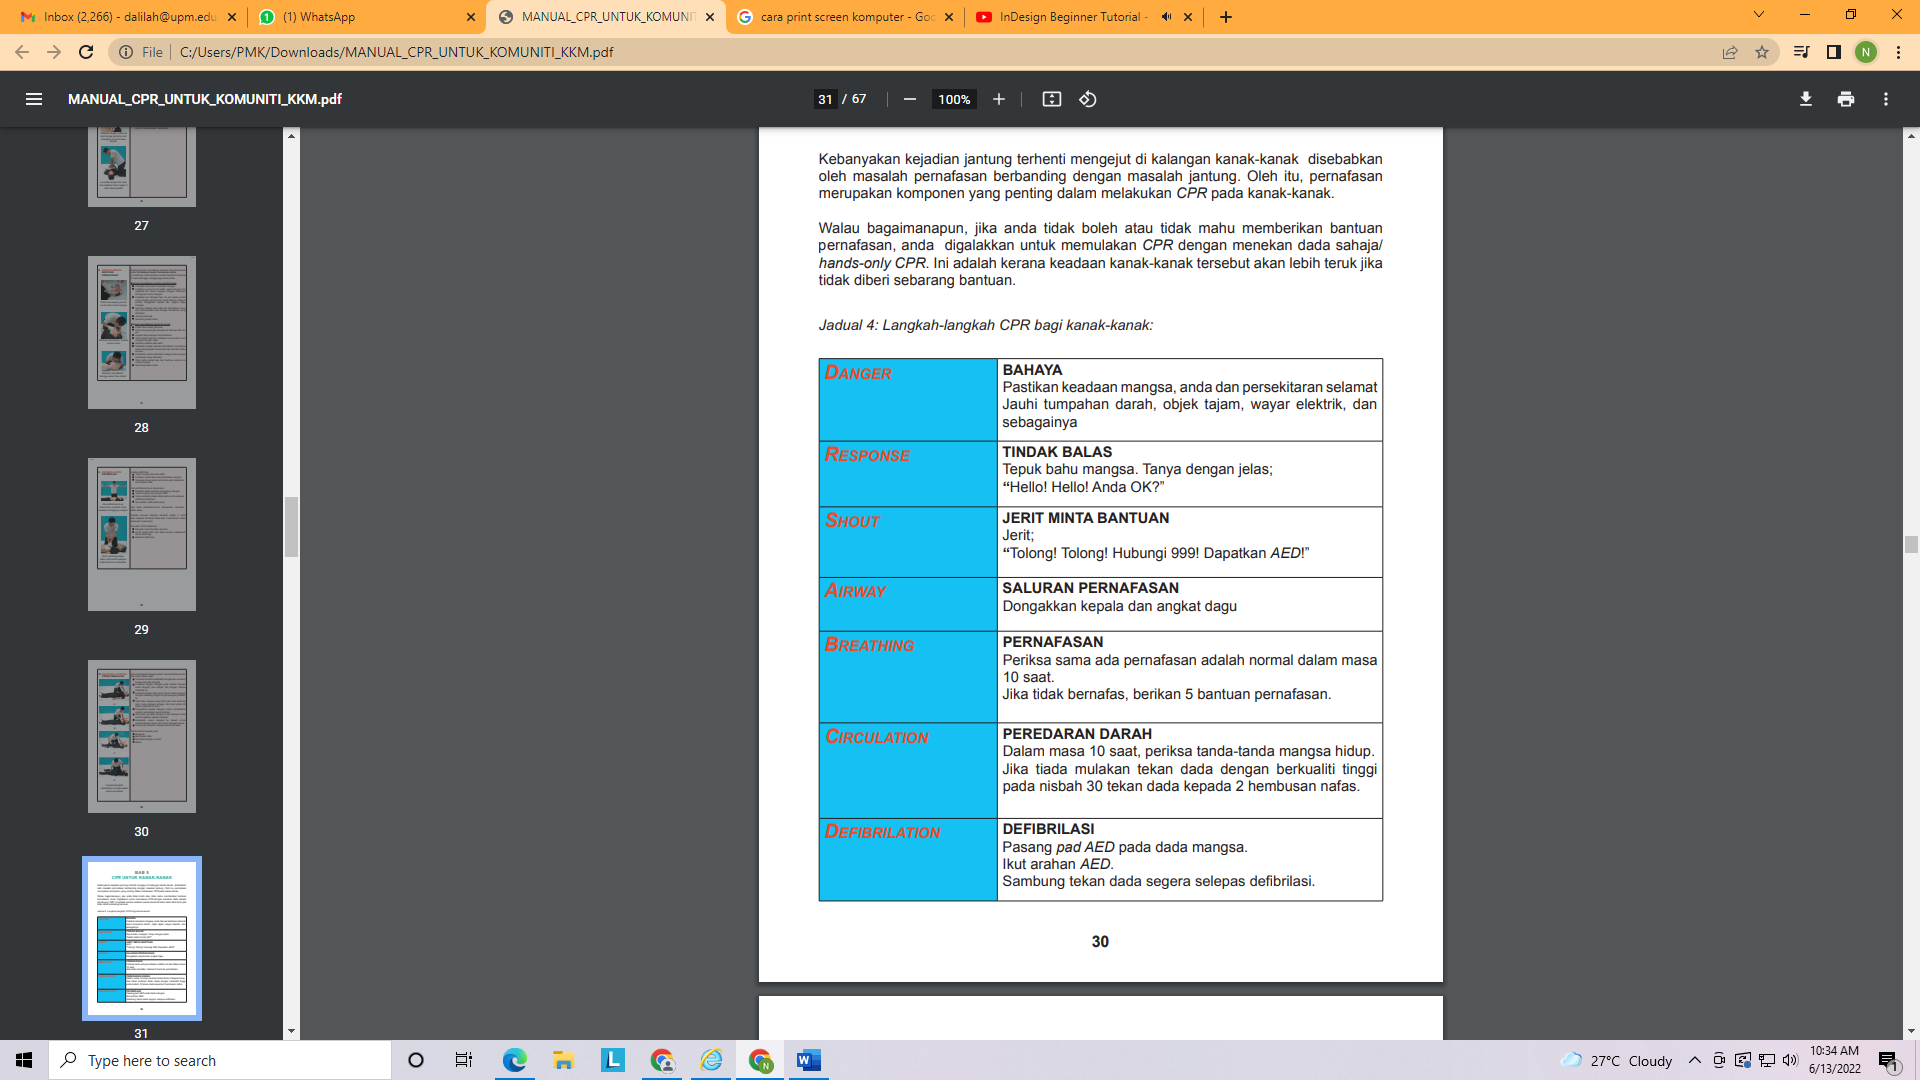 Inbox (2,266) - dalilah@upm.edu
(1) WhatsApp
MANUAL_CPR_UNTUK_KOMUNIT
cara print screen komputer - Goo
InDesign Beginner Tutorial -
File
C:/Users/PMK/Downloads/MANUAL_CPR_UNTUK_KOMUNITI_KKM.pdf
N
MANUAL_CPR_UNTUK_KOMUNITI_KKM.pdf
31 / 67
100%
27
28
29
30
31
Kebanyakan kejadian jantung terhenti mengejut di kalangan kanak-kanak disebabkan
oleh masalah pernafasan berbanding dengan masalah jantung. Oleh itu, pernafasan
merupakan komponen yang penting dalam melakukan CPR pada kanak-kanak.
Walau bagaimanapun, jika anda tidak boleh atau tidak mahu memberikan bantuan
pernafasan, anda digalakkan untuk memulakan CPR dengan menekan dada sahaja/
hands-only CPR. Ini adalah kerana keadaan kanak-kanak tersebut akan lebih teruk jika
tidak diberi sebarang bantuan.
Jadual 4: Langkah-langkah CPR bagi kanak-kanak:
DANGER
BAHAYA
Pastikan keadaan mangsa, anda dan persekitaran selamat
Jauhi tumpahan darah, objek tajam, wayar elektrik, dan
sebagainya
RESPONSE
TINDAK BALAS
Tepuk bahu mangsa. Tanya dengan jelas;
“Hello! Hello! Anda OK?”
SHOUT
JERIT MINTA BANTUAN
Jerit;
“Tolong! Tolong! Hubungi 999! Dapatkan AED!”
AIRWAY
SALURAN PERNAFASAN
Dongakkan kepala dan angkat dagu
BREATHING
PERNAFASAN
Periksa sama ada pernafasan adalah normal dalam masa
10 saat.
Jika tidak bernafas, berikan 5 bantuan pernafasan.
CIRCULATION
PEREDARAN DARAH
Dalam masa 10 saat, periksa tanda-tanda mangsa hidup.
Jika tiada mulakan tekan dada dengan berkualiti tinggi
pada nisbah 30 tekan dada kepada 2 hembusan nafas.
DEFIBRILATION
DEFIBRILASI
Pasang pad AED pada dada mangsa.
Ikut arahan AED.
Sambung tekan dada segera selepas defibrilasi.
30
Type here to search
27°C Cloudy
10:34 AM
6/13/2022
1